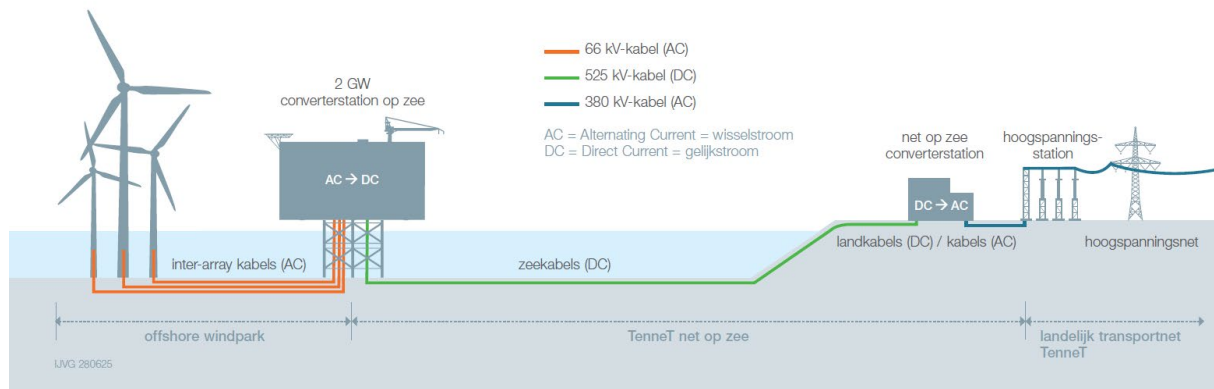 66 kV-kabel (AC)
525 kV-kabel (DC)
380 kV-kabel (AC)
AC = Alternating Current = wisselstroom
DC = Direct Current = gelijkstroom
2 GW
converterstation op zee
AC → DC
net op zee
converterstation
DC → AC
hoogspannings-
station
inter-array kabels (AC)
zeekabels (DC)
landkabels (DC) / kabels (AC)
hoogspanningsnet
offshore windpark
TenneT net op zee
landelijk transportnet
TenneT
IJVG 280625